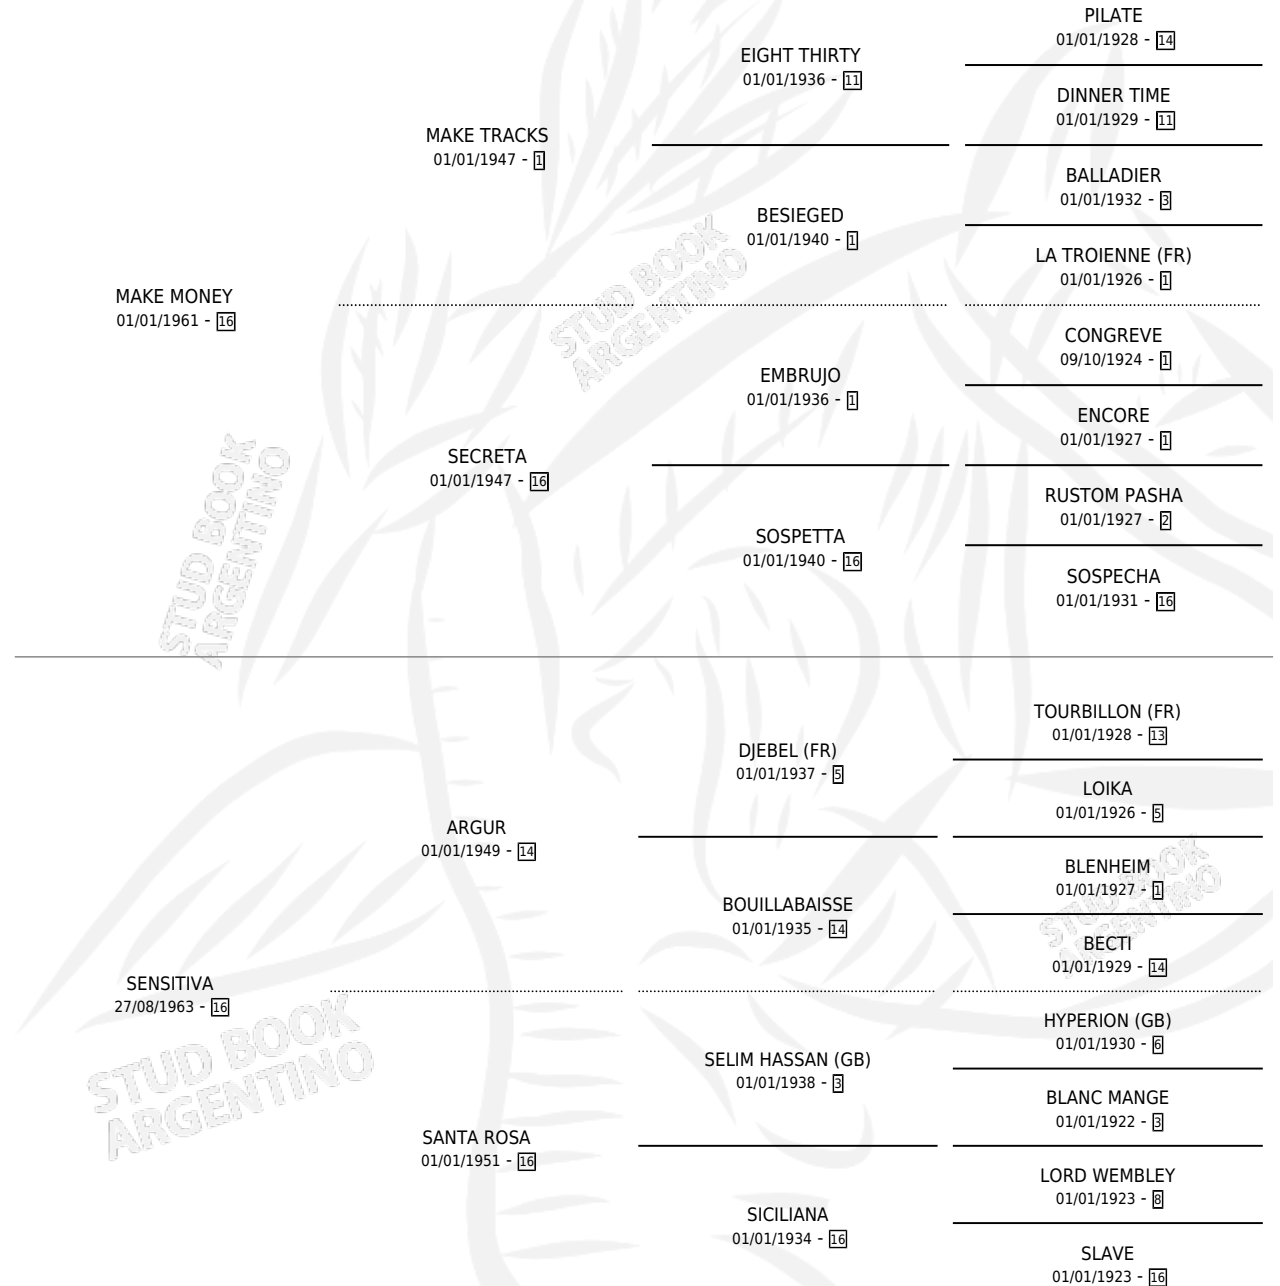 PILATE
01/01/1928 - 14
EIGHT THIRTY
01/01/1936 - 11
DINNER TIME
01/01/1929 - 11
MAKE TRACKS
01/01/1947 - 1
BALLADIER
01/01/1932 - 3
BESIEGED
01/01/1940 - 1
LA TROIENNE (FR)
01/01/1926 - 1
MAKE MONEY
01/01/1961 - 16
CONGREVE
09/10/1924 - 1
EMBRUJO
01/01/1936 - 1
ENCORE
01/01/1927 - 1
SECRETA
01/01/1947 - 16
RUSTOM PASHA
01/01/1927 - 2
SOSPETTA
01/01/1940 - 16
SOSPECHA
01/01/1931 - 16
TOURBILLON (FR)
01/01/1928 - 13
DJEBEL (FR)
01/01/1937 - 5
LOIKA
01/01/1926 - 5
ARGUR
01/01/1949 - 14
BLENHEIM
01/01/1927 - 1
BOUILLABAISSE
01/01/1935 - 14
BECTI
01/01/1929 - 14
SENSITIVA
27/08/1963 - 16
HYPERION (GB)
01/01/1930 - 6
SELIM HASSAN (GB)
01/01/1938 - 3
BLANC MANGE
01/01/1922 - 3
SANTA ROSA
01/01/1951 - 16
LORD WEMBLEY
01/01/1923 - 8
SICILIANA
01/01/1934 - 16
SLAVE
01/01/1923 - 16
STUD BOOK
ARGENTINO
STUD BOOK
ARGENTINO
STUD BOOK
ARGENTINO
STUD BOOK
ARGENTINO